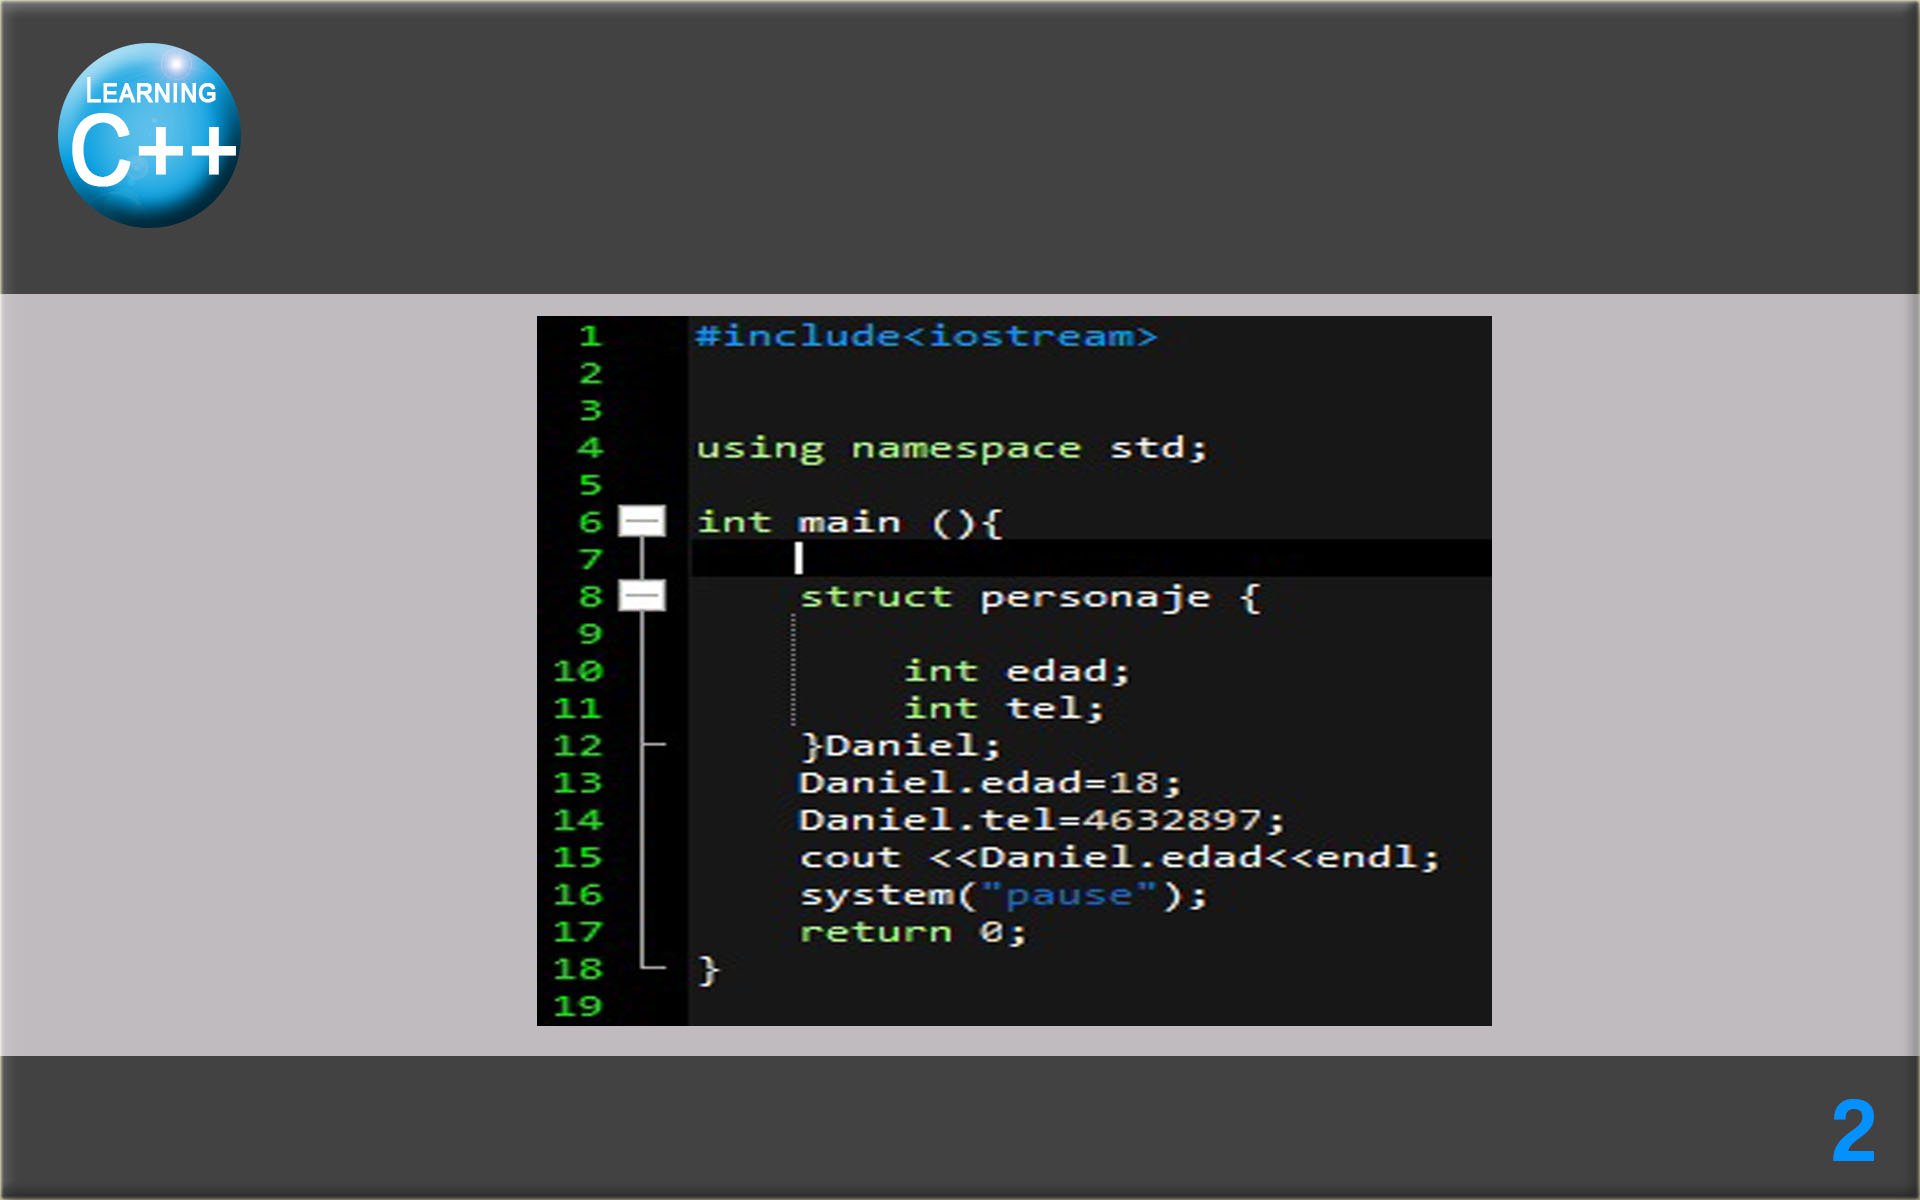 LEARNING
C++
1 #include<iostream>
2
3
4 using namespace std;
5
6 int main (){
7
8 struct personaje {
9
10 int edad;
11 int tel;
12 }Daniel;
13 Daniel.edad=18;
14 Daniel.tel=4632897;
15 cout <<Daniel.edad<<endl;
16 system("pause");
17 return 0;
18 }
19
2